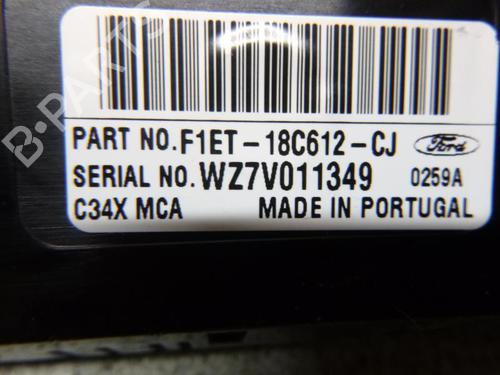 PART NO. F1ET-18C612-CJ Ford
SERIAL NO. WZ7V011349 0259A
C34X MCA MADE IN PORTUGAL
B-PARTS